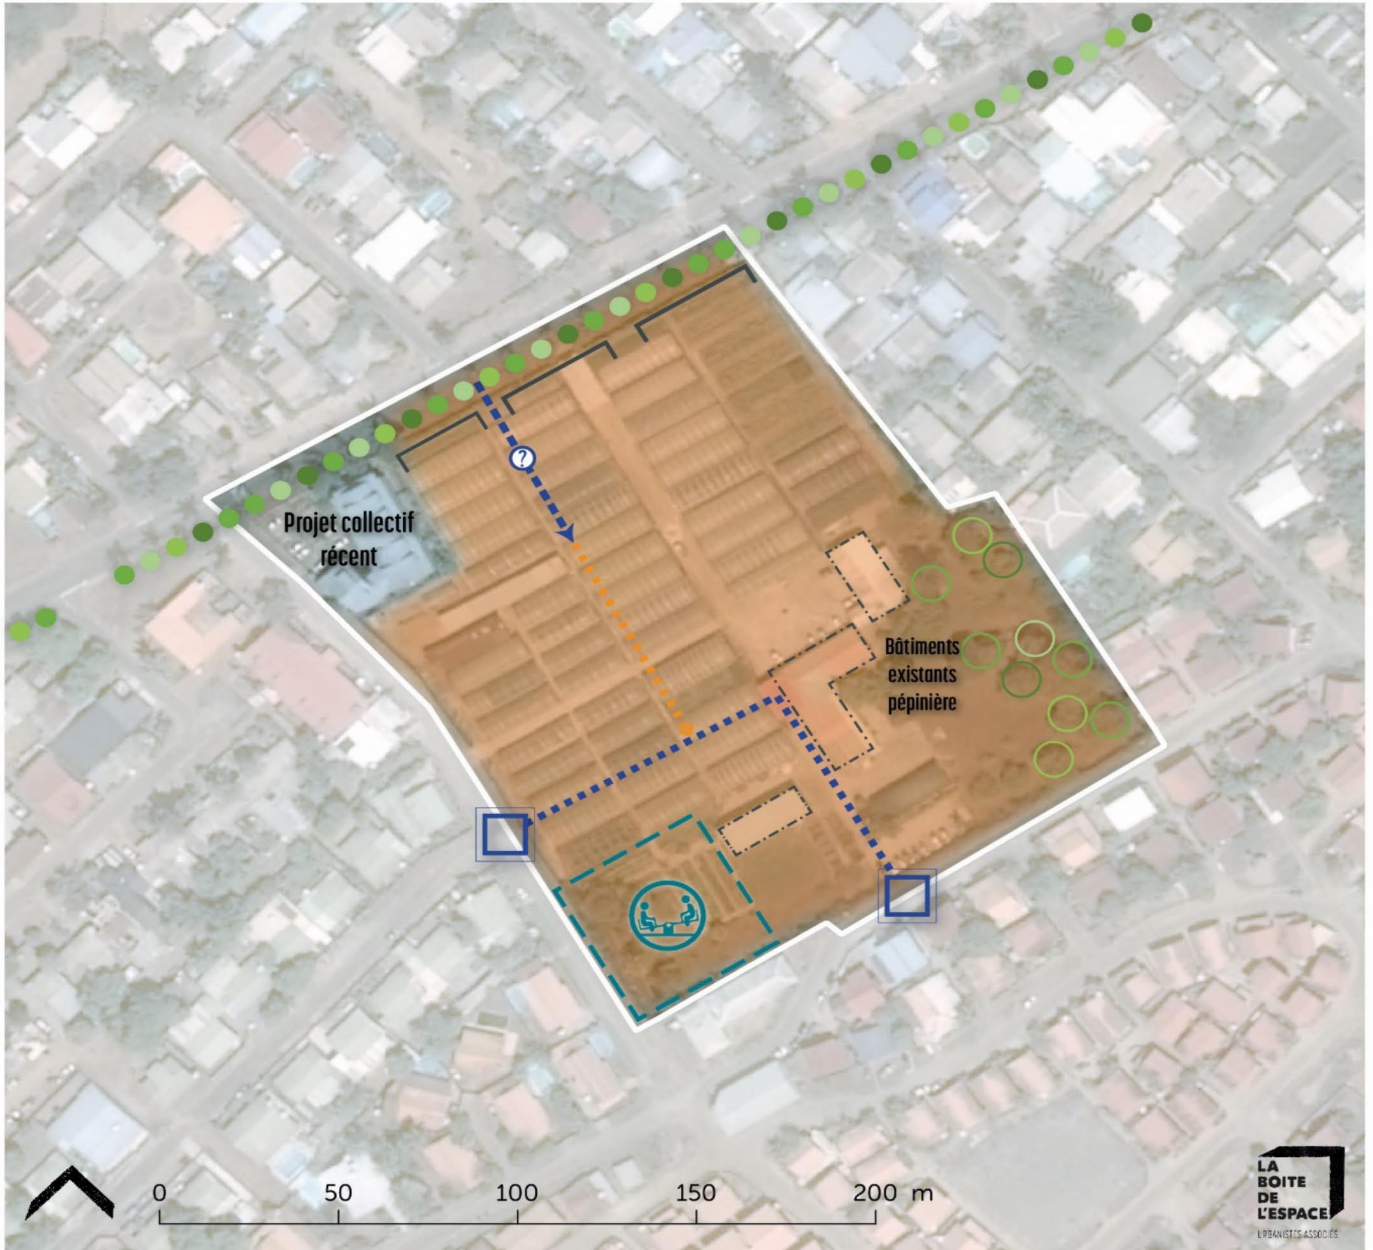 ?
Projet collectif
récent
Bâtiments
existants
pépinière
0 50 100 150 200 m
LA
BOITE
DE
L'ESPACE
URBANISTES ASSOCIÉS